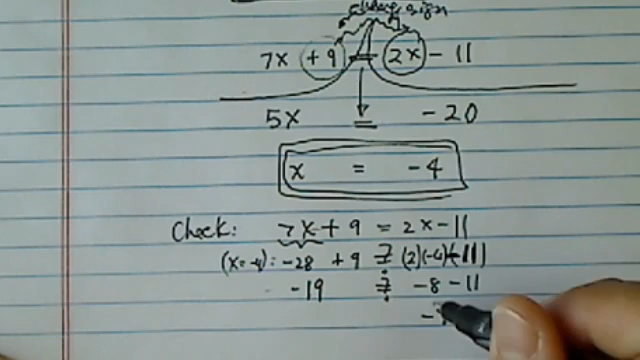 change sign
7x + 9 = 2x - 11
5x = -20
x = -4
Check: 7x + 9 = 2x - 11
(x = -4): -28 + 9 ≟ (2)(-4) - 11
-19 ≟ -8 - 11
-